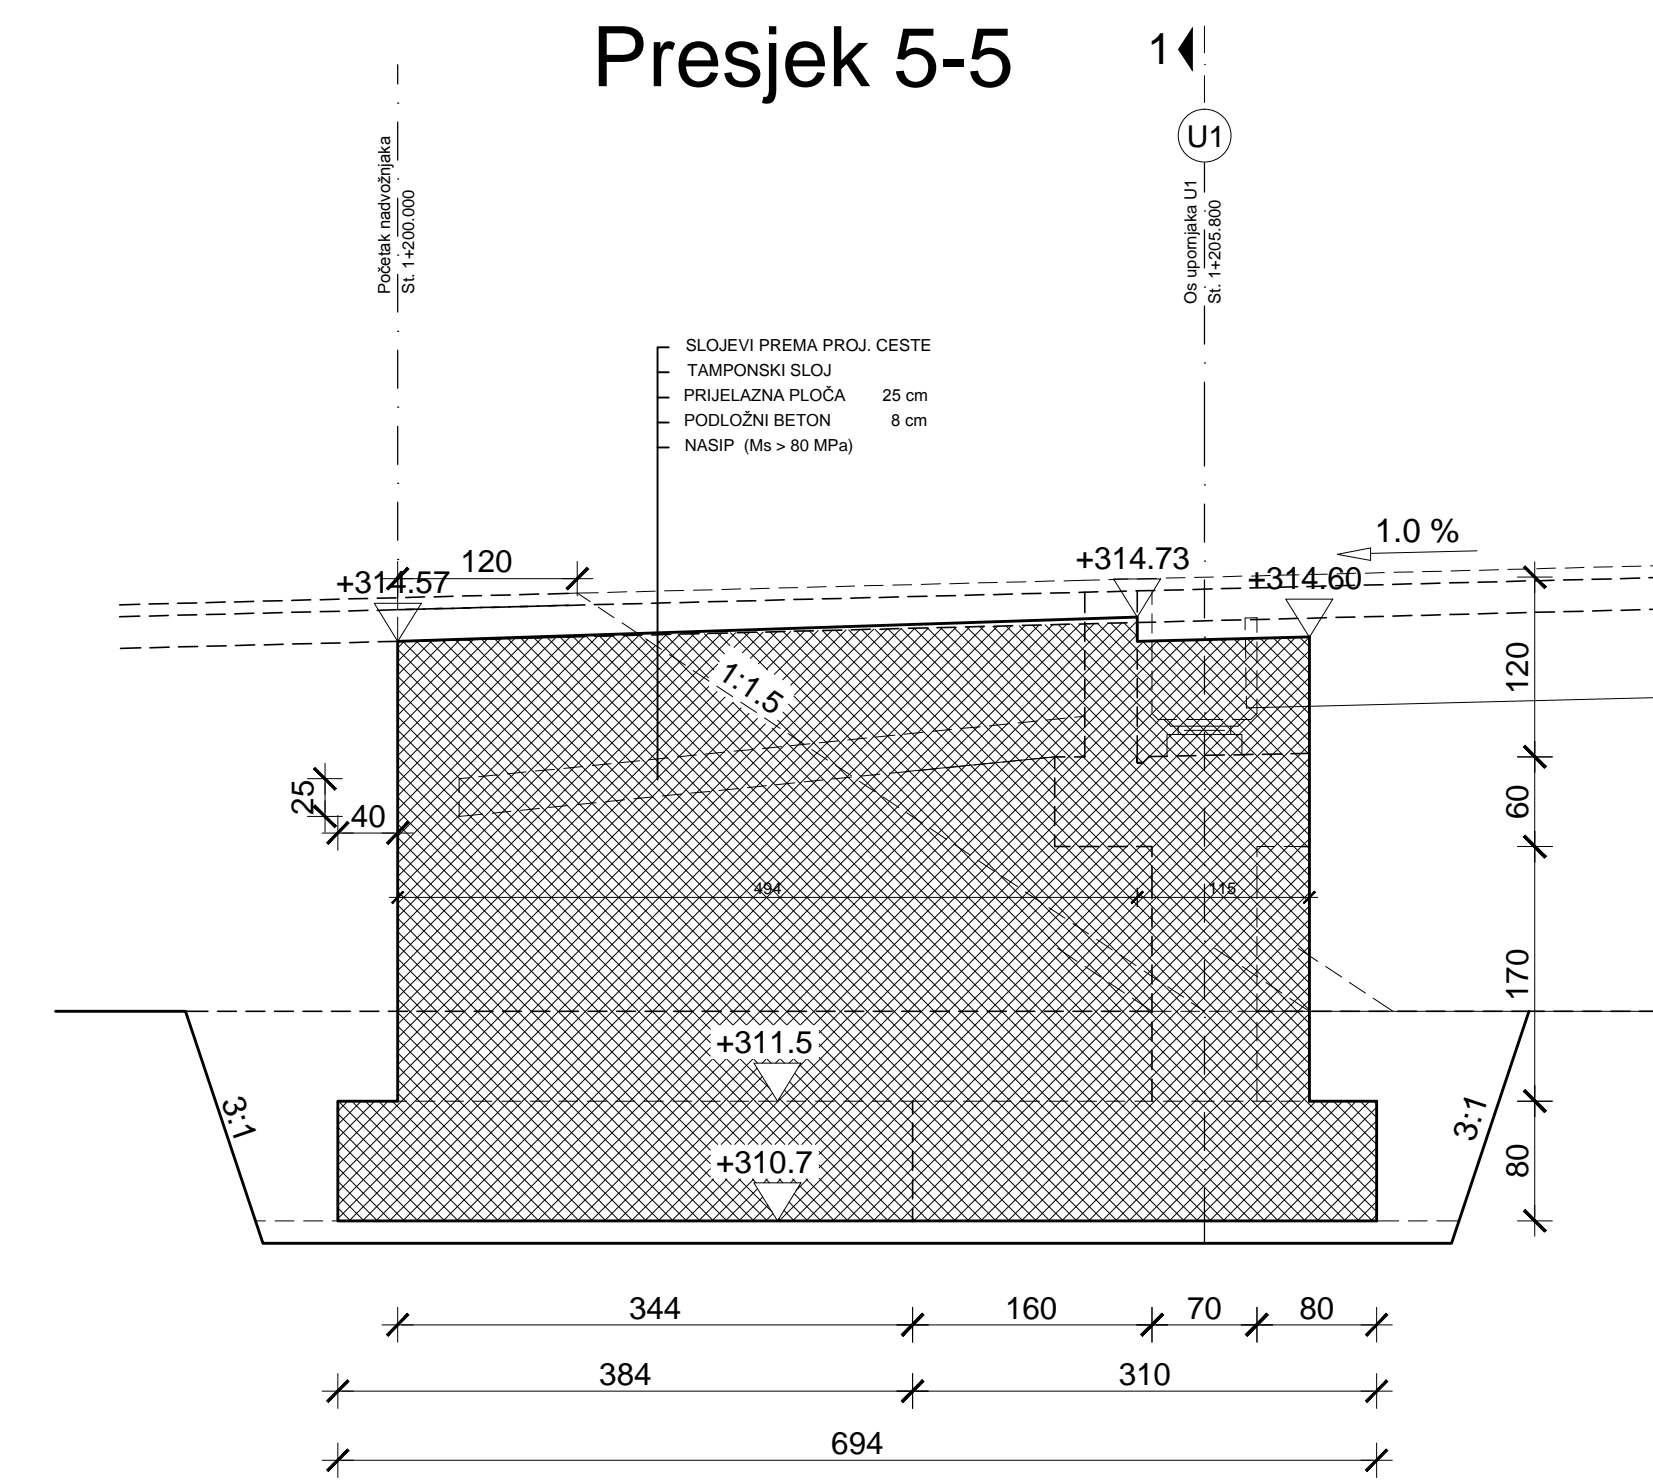 Presjek 5-5
1
U1
Početak nadvožnjaka
St. 1+200.000
Os upornjaka U1
St. 1+205.800
SLOJEVI PREMA PROJ. CESTE
TAMPONSKI SLOJ
PRIJELAZNA PLOČA 25 cm
PODLOŽNI BETON 8 cm
NASIP (Ms > 80 MPa)
1.0 %
120
+314.57
+314.73
+314.60
1:1.5
120
25
40
60
494
115
170
+311.5
3:1
3:1
+310.7
80
344
160
70
80
384
310
694